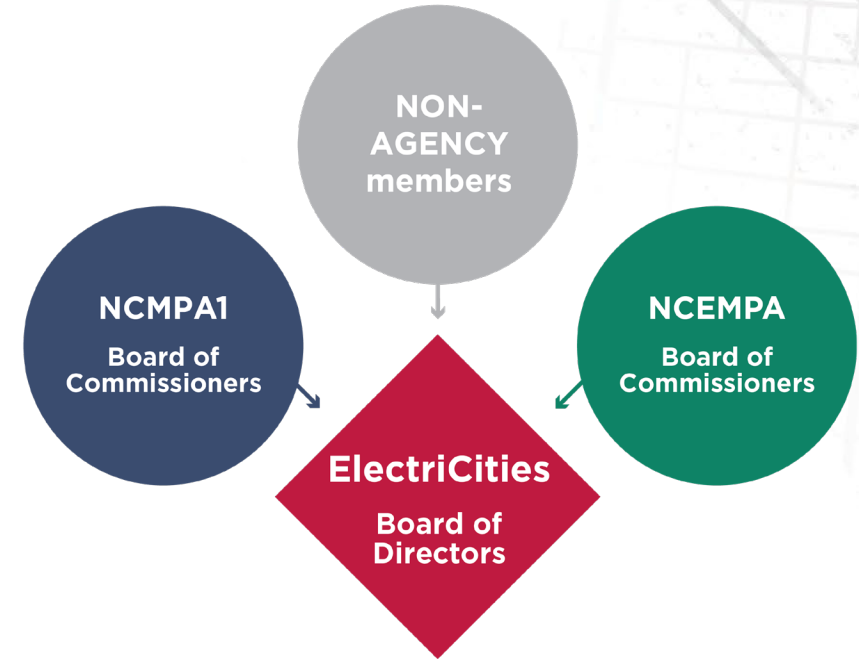 NON-
AGENCY
members
NCMPA1
Board of
Commissioners
NCEMPA
Board of
Commissioners
ElectriCities
Board of
Directors